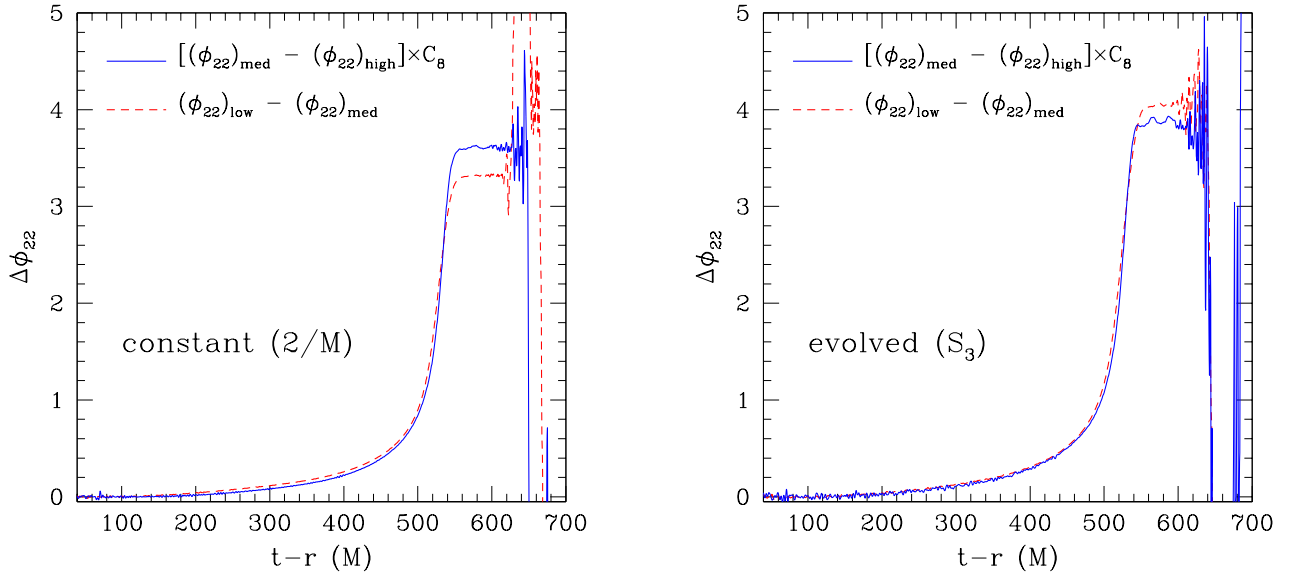 [(ϕ₂₂)med − (ϕ₂₂)high]×C₈
(ϕ₂₂)low − (ϕ₂₂)med
constant (2/M)
Δϕ₂₂
5
4
3
2
1
0
100 200 300 400 500 600 700
t−r (M)
[(ϕ₂₂)med − (ϕ₂₂)high]×C₈
(ϕ₂₂)low − (ϕ₂₂)med
evolved (S₃)
Δϕ₂₂
5
4
3
2
1
0
100 200 300 400 500 600 700
t−r (M)